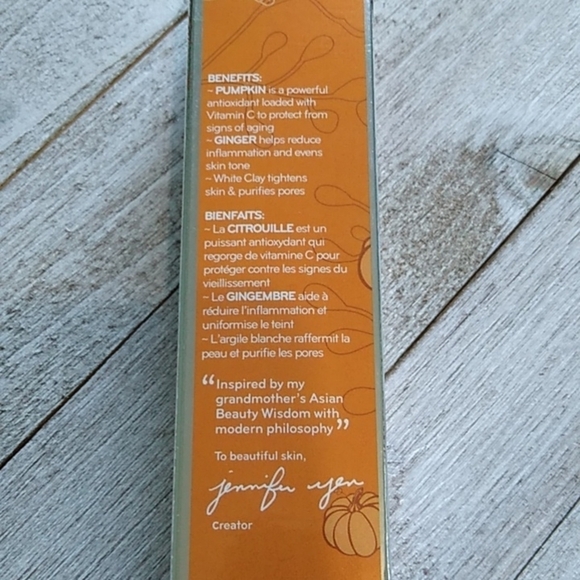 BENEFITS:
~ PUMPKIN is a powerful
antioxidant loaded with
Vitamin C to protect from
signs of aging
~ GINGER helps reduce
inflammation and evens
skin tone
~ White Clay tightens
skin & purifies pores
BIENFAITS:
~ La CITROUILLE est un
puissant antioxydant qui
regorge de vitamine C pour
protéger contre les signes du
vieillissement
~ Le GINGEMBRE aide à
réduire l'inflammation et
uniformise le teint
~ L'argile blanche raffermit la
peau et purifie les pores
“Inspired by my
grandmother's Asian
Beauty Wisdom with
modern philosophy”
To beautiful skin,
jennifer yen
Creator